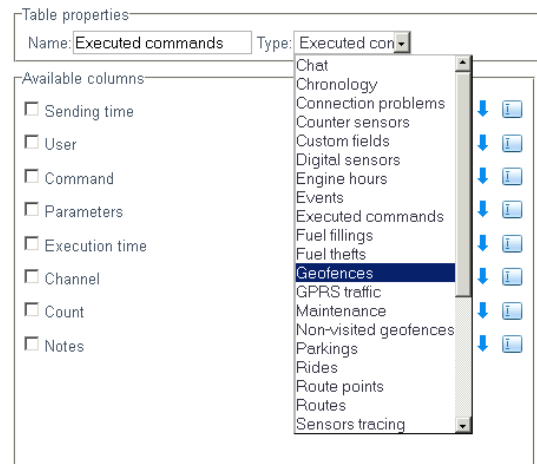 Table properties
Name: Executed commands Type: Executed con
Available columns
Sending time
User
Command
Parameters
Execution time
Channel
Count
Notes
Chat
Chronology
Connection problems
Counter sensors
Custom fields
Digital sensors
Engine hours
Events
Executed commands
Fuel fillings
Fuel thefts
Geofences
GPRS traffic
Maintenance
Non-visited geofences
Parkings
Rides
Route points
Routes
Sensors tracing